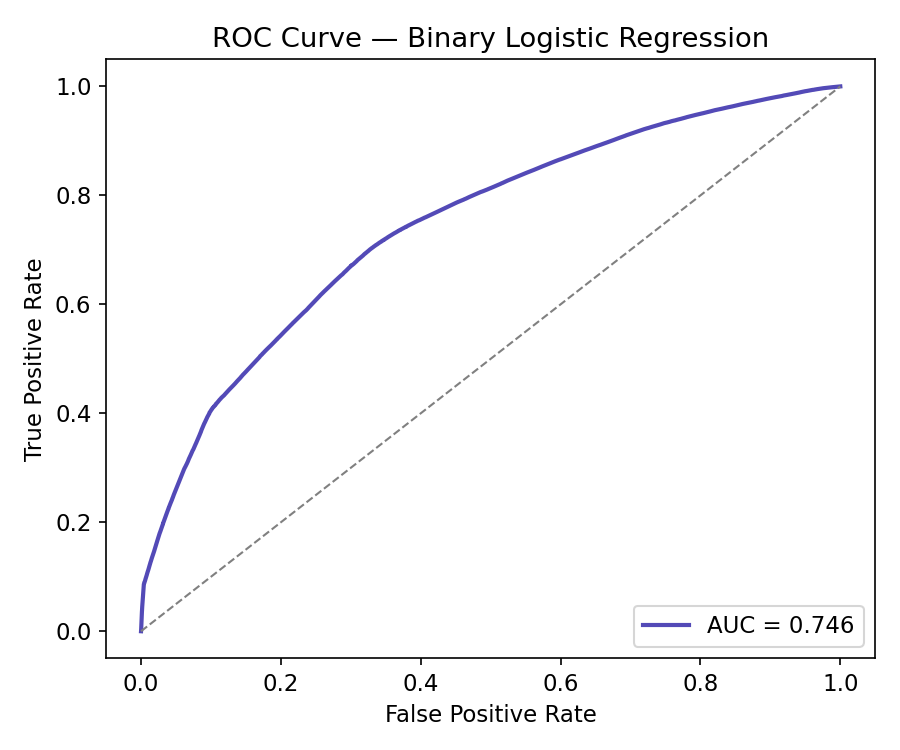 ROC Curve — Binary Logistic Regression
True Positive Rate
1.0
0.8
0.6
0.4
0.2
0.0
AUC = 0.746
0.0 0.2 0.4 0.6 0.8 1.0
False Positive Rate